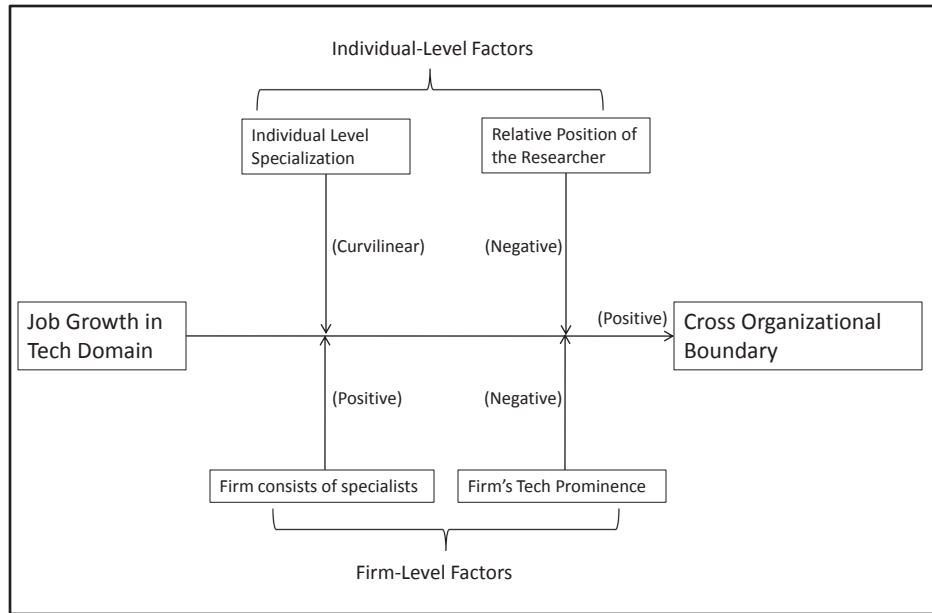 Individual-Level Factors
Individual Level
Specialization
Relative Position of
the Researcher
(Curvilinear)
(Negative)
Job Growth in
Tech Domain
(Positive)
Cross Organizational
Boundary
(Positive)
(Negative)
Firm consists of specialists
Firm's Tech Prominence
Firm-Level Factors